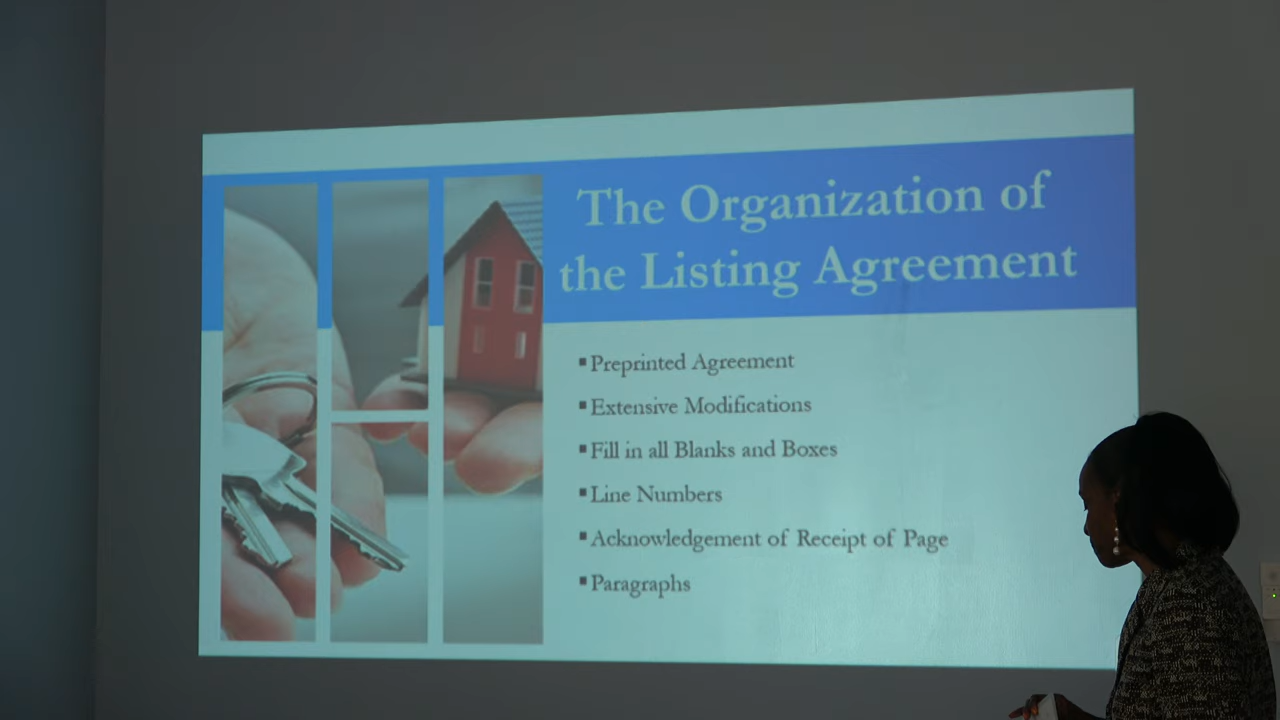 The Organization of
the Listing Agreement
▪Preprinted Agreement
▪Extensive Modifications
▪Fill in all Blanks and Boxes
▪Line Numbers
▪Acknowledgement of Receipt of Page
▪Paragraphs